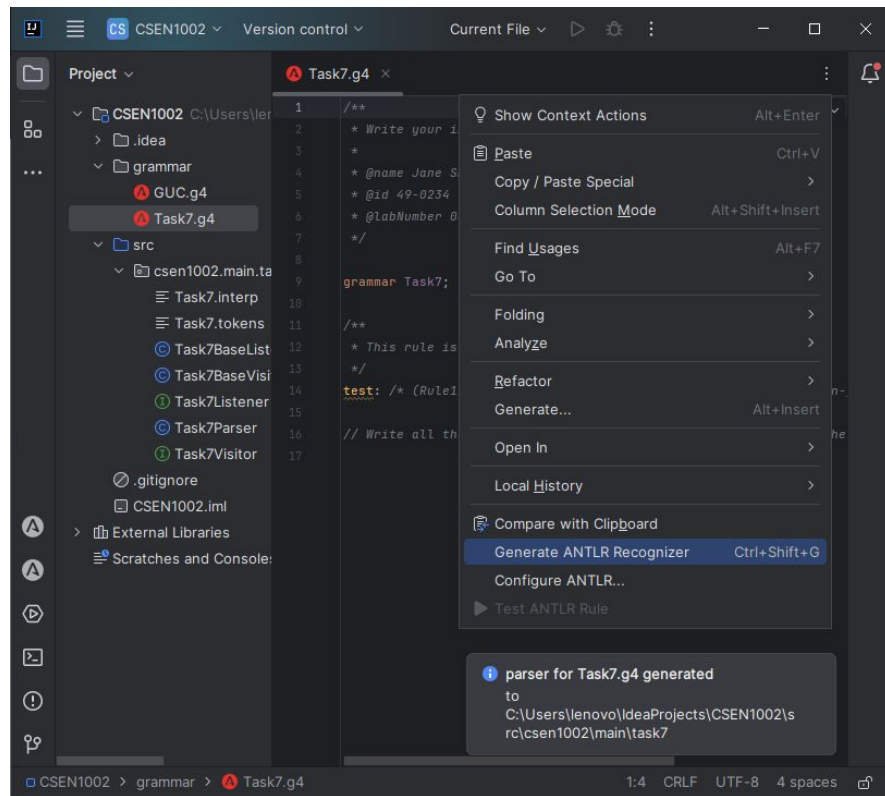 CS CSEN1002 Version control Current File
Project
Task7.g4
CSEN1002 C:\Users\ler
.idea
grammar
GUC.g4
Task7.g4
src
csen1002.main.ta
Task7.interp
Task7.tokens
Task7BaseList
Task7BaseVisi
Task7Listener
Task7Parser
Task7Visitor
.gitignore
CSEN1002.iml
External Libraries
Scratches and Consoles
1 /**
2 * Write your i
3 *
4 * @name Jane S
5 * @id 49-0234
6 * @labNumber 0
7 */
8
9 grammar Task7;
10
11 /**
12 * This rule is
13 */
14 test: /* (Rule1 n-
15
16 // Write all th he
17
Show Context Actions Alt+Enter
Paste Ctrl+V
Copy / Paste Special
Column Selection Mode Alt+Shift+Insert
Find Usages Alt+F7
Go To
Folding
Analyze
Refactor
Generate... Alt+Insert
Open In
Local History
Compare with Clipboard
Generate ANTLR Recognizer Ctrl+Shift+G
Configure ANTLR...
Test ANTLR Rule
parser for Task7.g4 generated
to
C:\Users\lenovo\IdeaProjects\CSEN1002\s
rc\csen1002\main\task7
CSEN1002 > grammar > Task7.g4 1:4 CRLF UTF-8 4 spaces